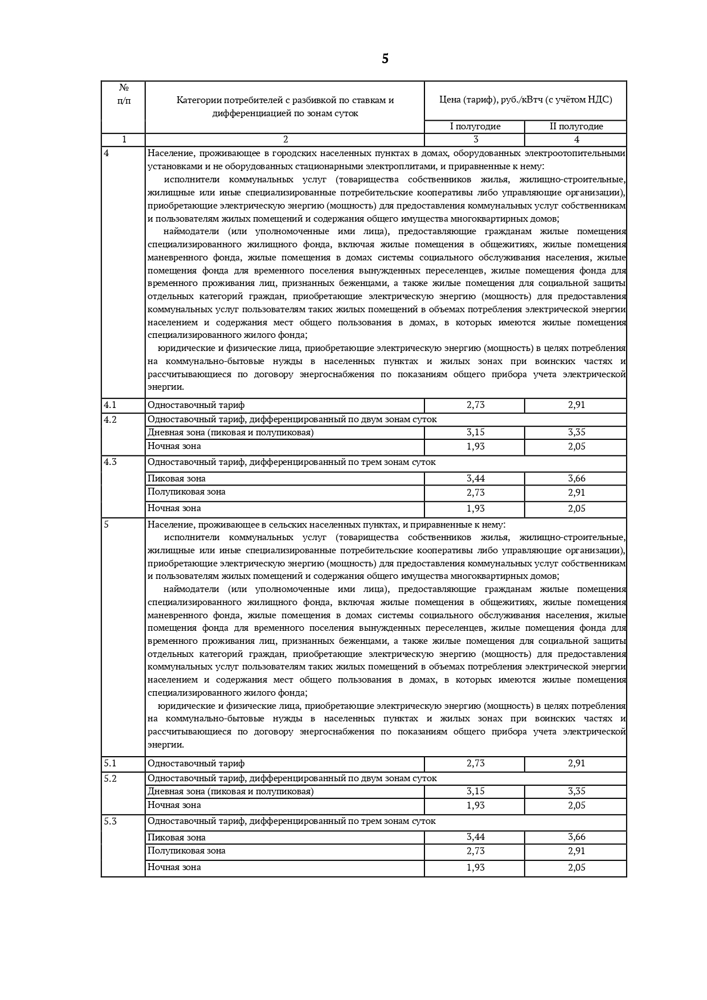 5
№
п/п
Категории потребителей с разбивкой по ставкам и
дифференциацией по зонам суток
Цена (тариф), руб./кВтч (с учётом НДС)
I полугодие
II полугодие
1
2
3
4
4
Население, проживающее в городских населенных пунктах в домах, оборудованных электроотопительными
установками и не оборудованных стационарными электроплитами, и приравненные к нему:
исполнители коммунальных услуг (товарищества собственников жилья, жилищно-строительные,
жилищные или иные специализированные потребительские кооперативы либо управляющие организации),
приобретающие электрическую энергию (мощность) для предоставления коммунальных услуг собственникам
и пользователям жилых помещений и содержания общего имущества многоквартирных домов;
наймодатели (или уполномоченные ими лица), предоставляющие гражданам жилые помещения
специализированного жилищного фонда, включая жилые помещения в общежитиях, жилые помещения
маневренного фонда, жилые помещения в домах системы социального обслуживания населения, жилые
помещения фонда для временного поселения вынужденных переселенцев, жилые помещения фонда для
временного проживания лиц, признанных беженцами, а также жилые помещения для социальной защиты
отдельных категорий граждан, приобретающие электрическую энергию (мощность) для предоставления
коммунальных услуг пользователям таких жилых помещений в объемах потребления электрической энергии
населением и содержания мест общего пользования в домах, в которых имеются жилые помещения
специализированного жилого фонда;
юридические и физические лица, приобретающие электрическую энергию (мощность) в целях потребления
на коммунально-бытовые нужды в населенных пунктах и жилых зонах при воинских частях и
рассчитывающиеся по договору энергоснабжения по показаниям общего прибора учета электрической
энергии.
4.1 Одноставочный тариф 2,73 2,91
4.2 Одноставочный тариф, дифференцированный по двум зонам суток
Дневная зона (пиковая и полупиковая) 3,15 3,35
Ночная зона 1,93 2,05
4.3 Одноставочный тариф, дифференцированный по трем зонам суток
Пиковая зона 3,44 3,66
Полупиковая зона 2,73 2,91
Ночная зона 1,93 2,05
5 Население, проживающее в сельских населенных пунктах, и приравненные к нему:
исполнители коммунальных услуг (товарищества собственников жилья, жилищно-строительные,
жилищные или иные специализированные потребительские кооперативы либо управляющие организации),
приобретающие электрическую энергию (мощность) для предоставления коммунальных услуг собственникам
и пользователям жилых помещений и содержания общего имущества многоквартирных домов;
наймодатели (или уполномоченные ими лица), предоставляющие гражданам жилые помещения
специализированного жилищного фонда, включая жилые помещения в общежитиях, жилые помещения
маневренного фонда, жилые помещения в домах системы социального обслуживания населения, жилые
помещения фонда для временного поселения вынужденных переселенцев, жилые помещения фонда для
временного проживания лиц, признанных беженцами, а также жилые помещения для социальной защиты
отдельных категорий граждан, приобретающие электрическую энергию (мощность) для предоставления
коммунальных услуг пользователям таких жилых помещений в объемах потребления электрической энергии
населением и содержания мест общего пользования в домах, в которых имеются жилые помещения
специализированного жилого фонда;
юридические и физические лица, приобретающие электрическую энергию (мощность) в целях потребления
на коммунально-бытовые нужды в населенных пунктах и жилых зонах при воинских частях и
рассчитывающиеся по договору энергоснабжения по показаниям общего прибора учета электрической
энергии.
5.1 Одноставочный тариф 2,73 2,91
5.2 Одноставочный тариф, дифференцированный по двум зонам суток
Дневная зона (пиковая и полупиковая) 3,15 3,35
Ночная зона 1,93 2,05
5.3 Одноставочный тариф, дифференцированный по трем зонам суток
Пиковая зона 3,44 3,66
Полупиковая зона 2,73 2,91
Ночная зона 1,93 2,05